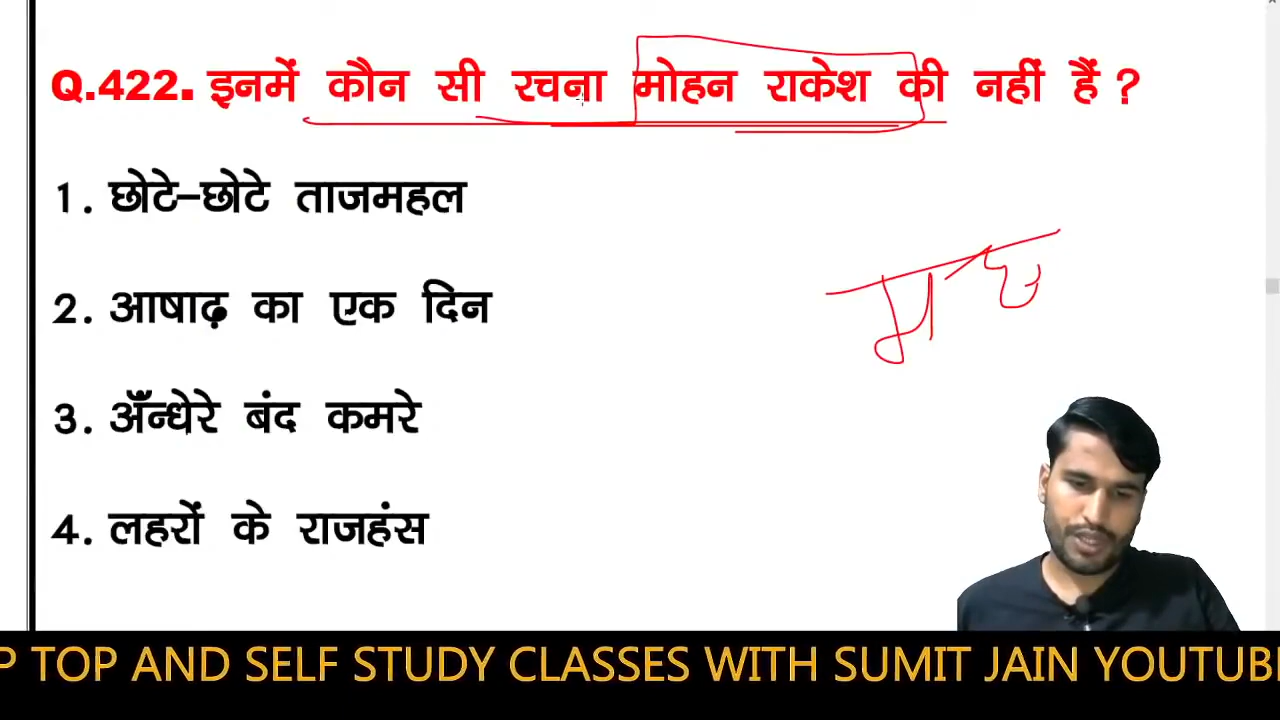 Q.422. इनमें कौन सी रचना मोहन राकेश की नहीं हैं ?
1. छोटे-छोटे ताजमहल
2. आषाढ़ का एक दिन
3. अँन्धेरे बंद कमरे
4. लहरों के राजहंस
P TOP AND SELF STUDY CLASSES WITH SUMIT JAIN YOUTUB